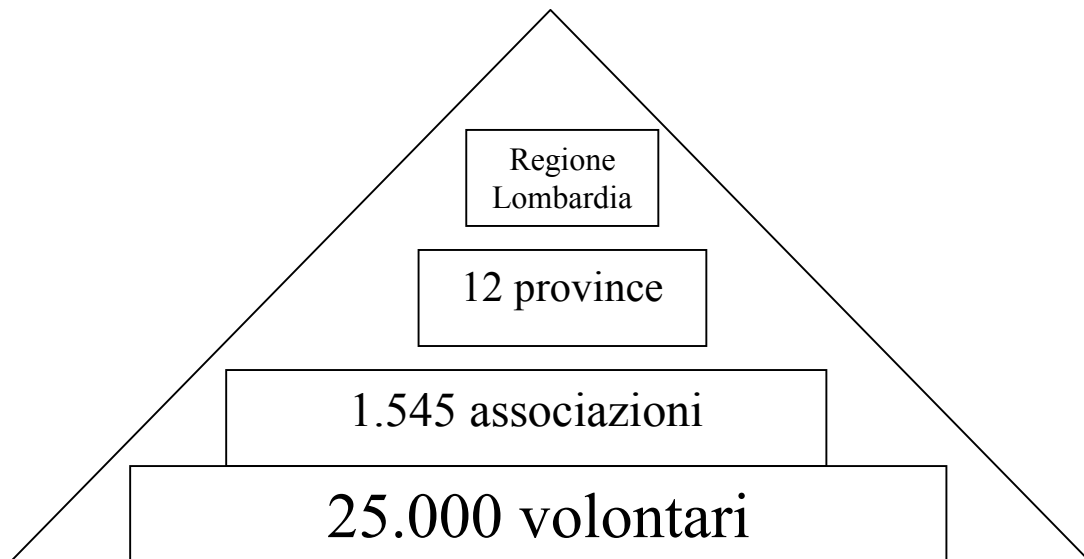 Regione
Lombardia
12 province
1.545 associazioni
25.000 volontari